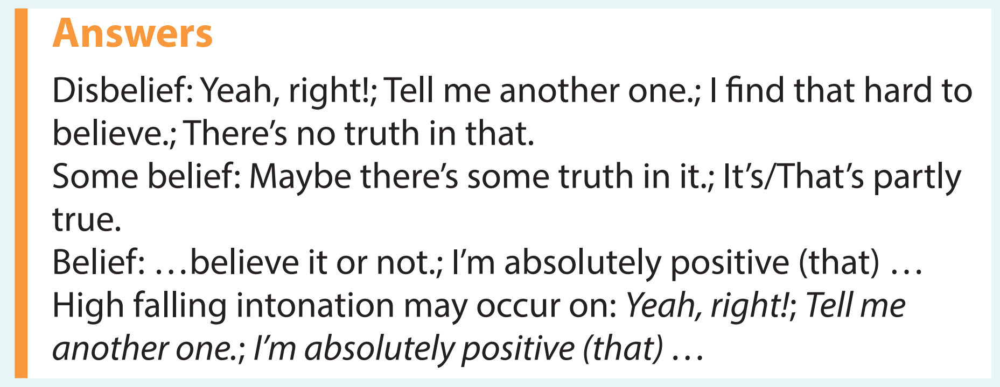 Answers
Disbelief: Yeah, right!; Tell me another one.; I find that hard to
believe.; There’s no truth in that.
Some belief: Maybe there’s some truth in it.; It’s/That’s partly
true.
Belief: …believe it or not.; I’m absolutely positive (that) …
High falling intonation may occur on: Yeah, right!; Tell me
another one.; I’m absolutely positive (that) …